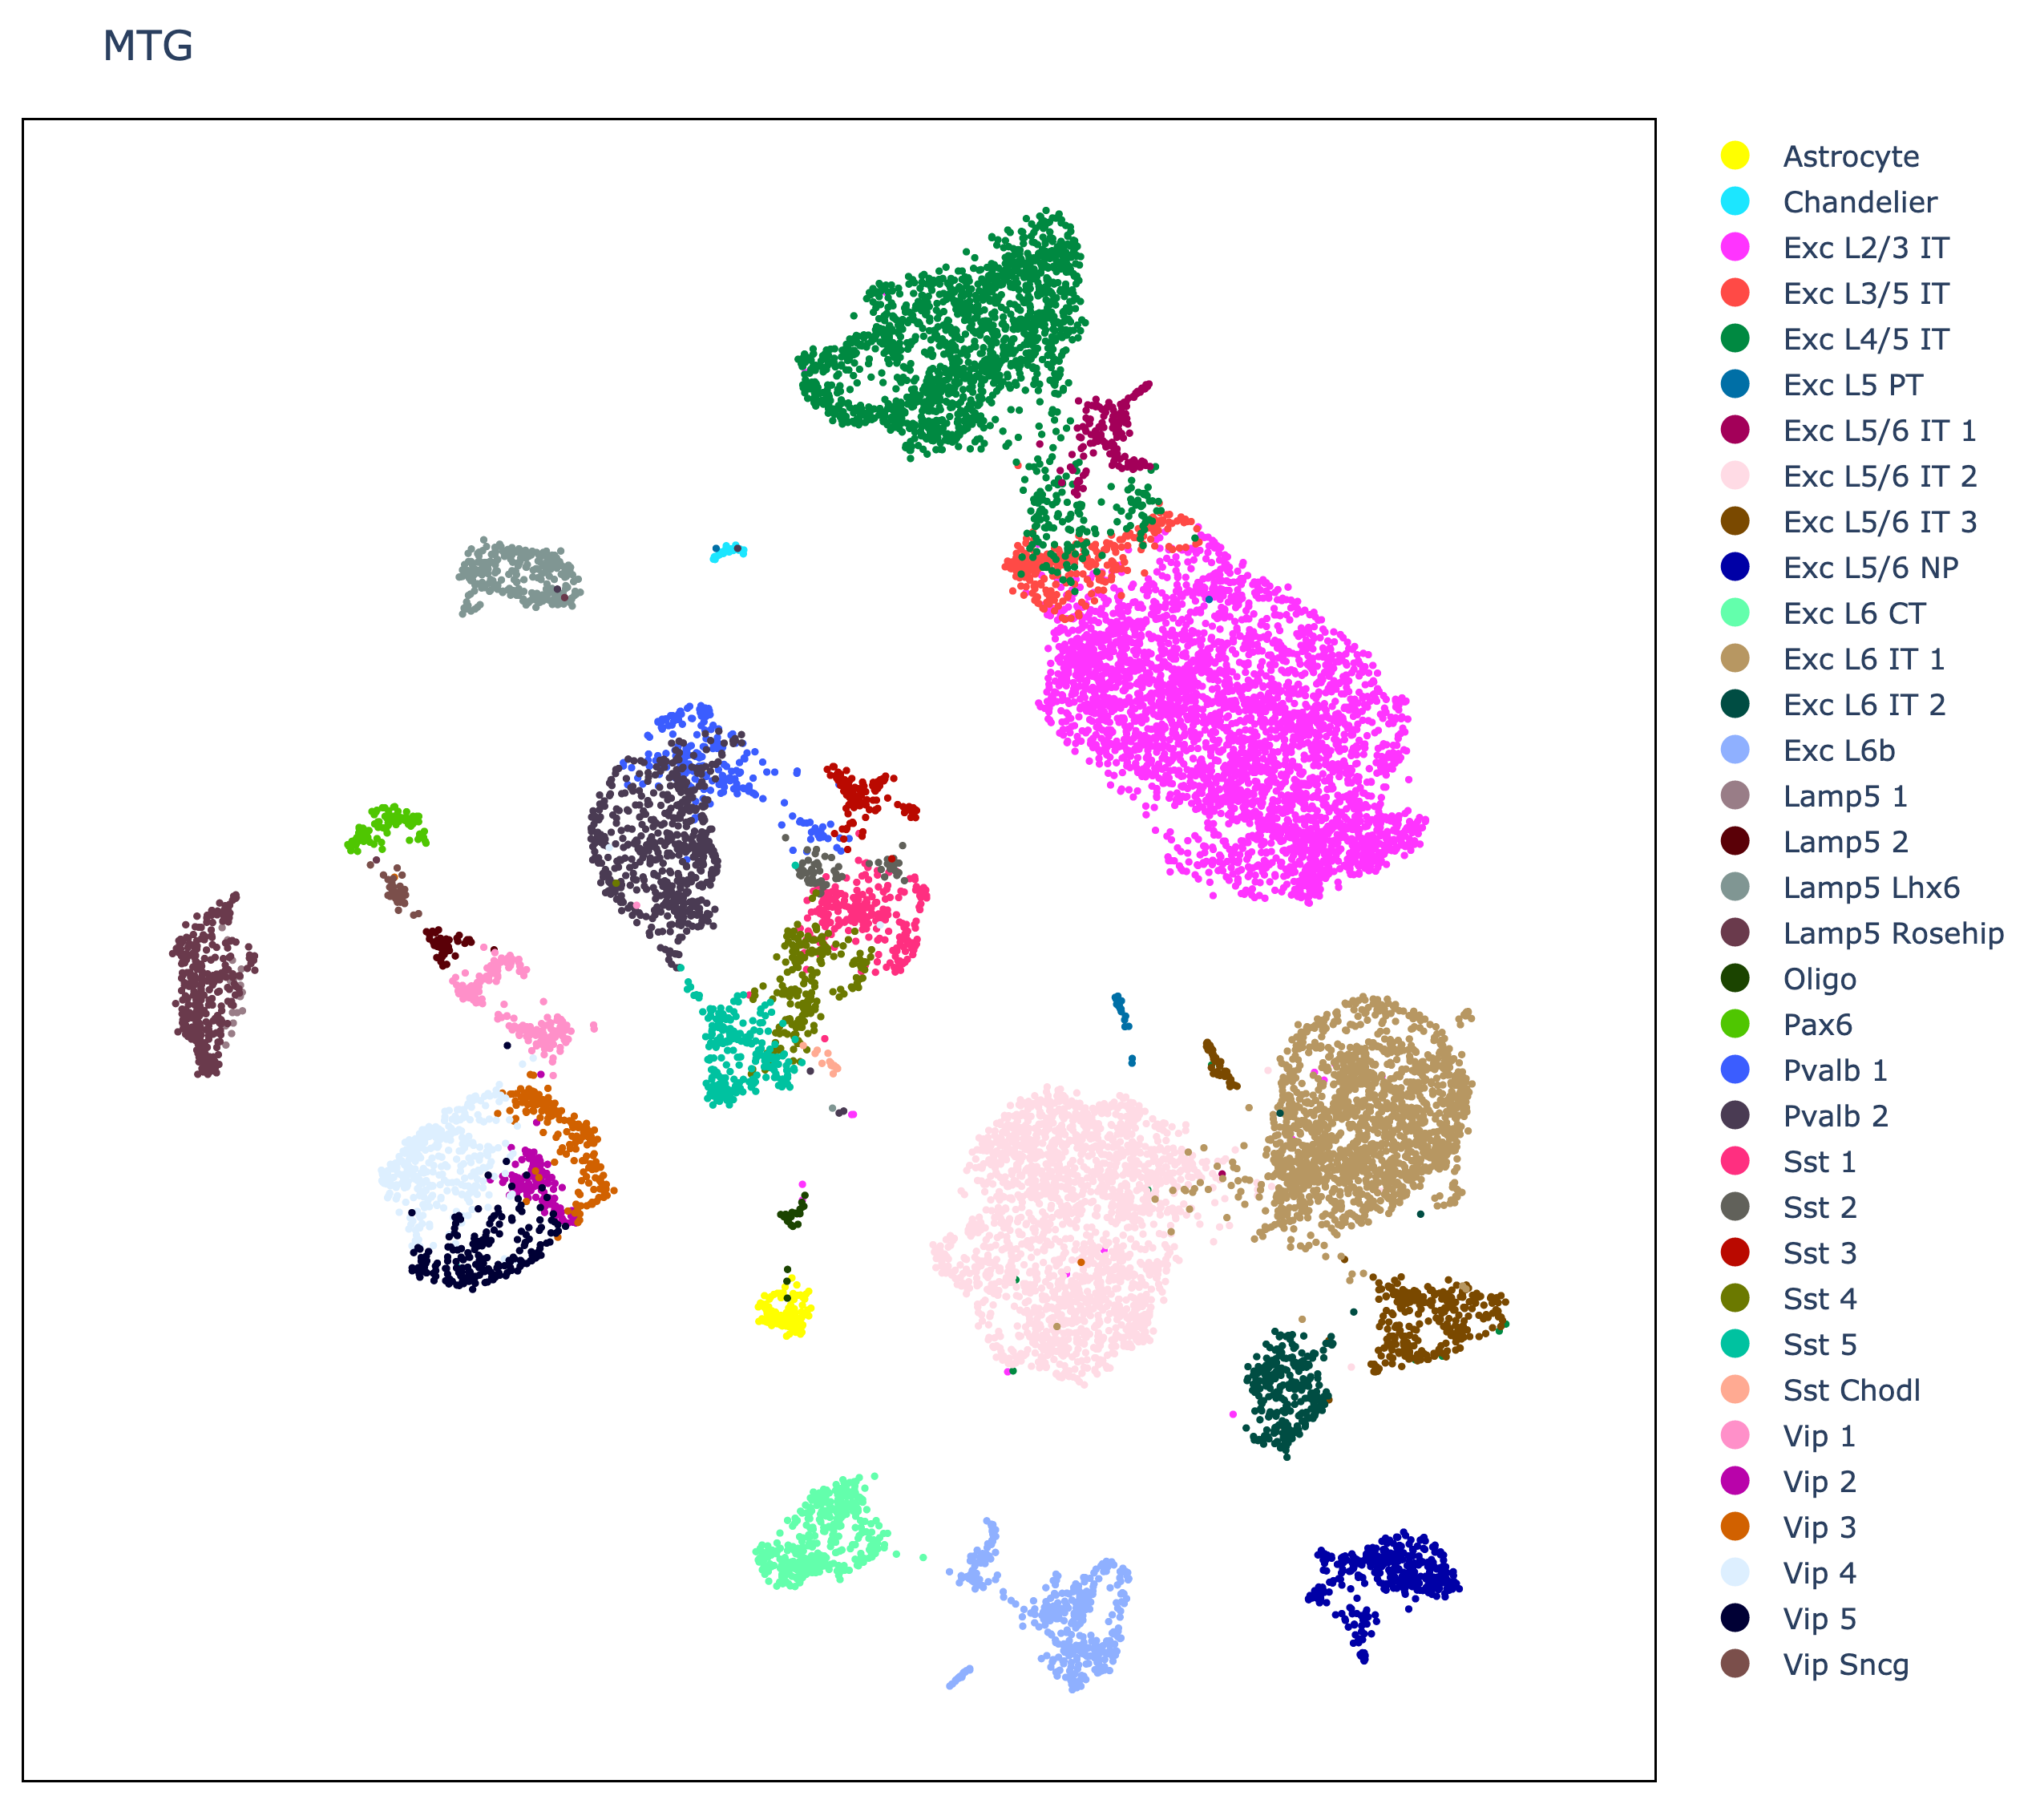 MTG
Astrocyte
Chandelier
Exc L2/3 IT
Exc L3/5 IT
Exc L4/5 IT
Exc L5 PT
Exc L5/6 IT 1
Exc L5/6 IT 2
Exc L5/6 IT 3
Exc L5/6 NP
Exc L6 CT
Exc L6 IT 1
Exc L6 IT 2
Exc L6b
Lamp5 1
Lamp5 2
Lamp5 Lhx6
Lamp5 Rosehip
Oligo
Pax6
Pvalb 1
Pvalb 2
Sst 1
Sst 2
Sst 3
Sst 4
Sst 5
Sst Chodl
Vip 1
Vip 2
Vip 3
Vip 4
Vip 5
Vip Sncg